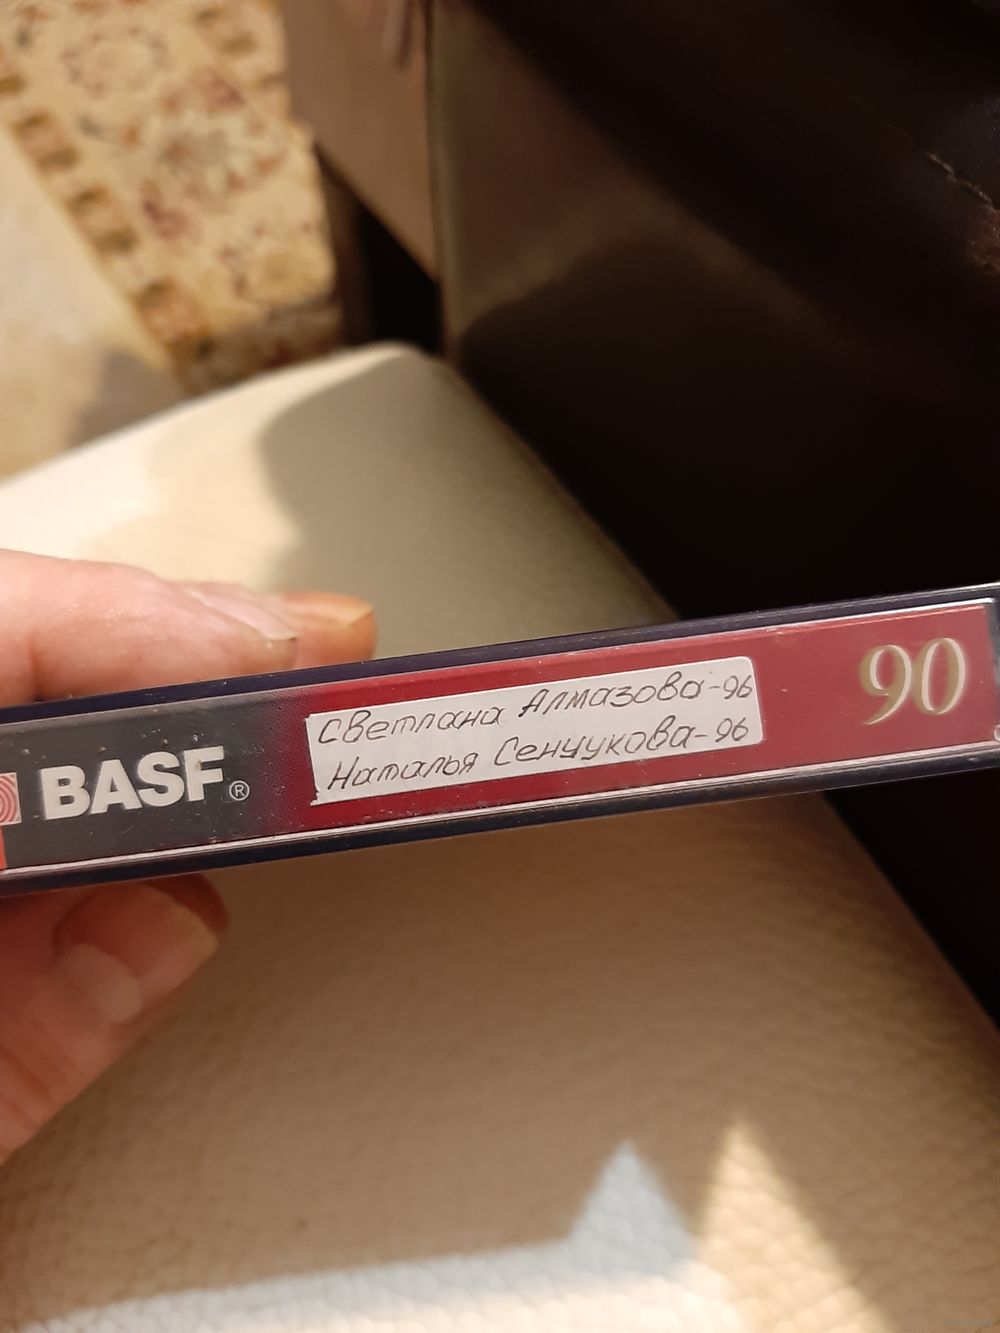 BASF®
Светлана Алмазова-96
Наталья Сенчукова-96
90